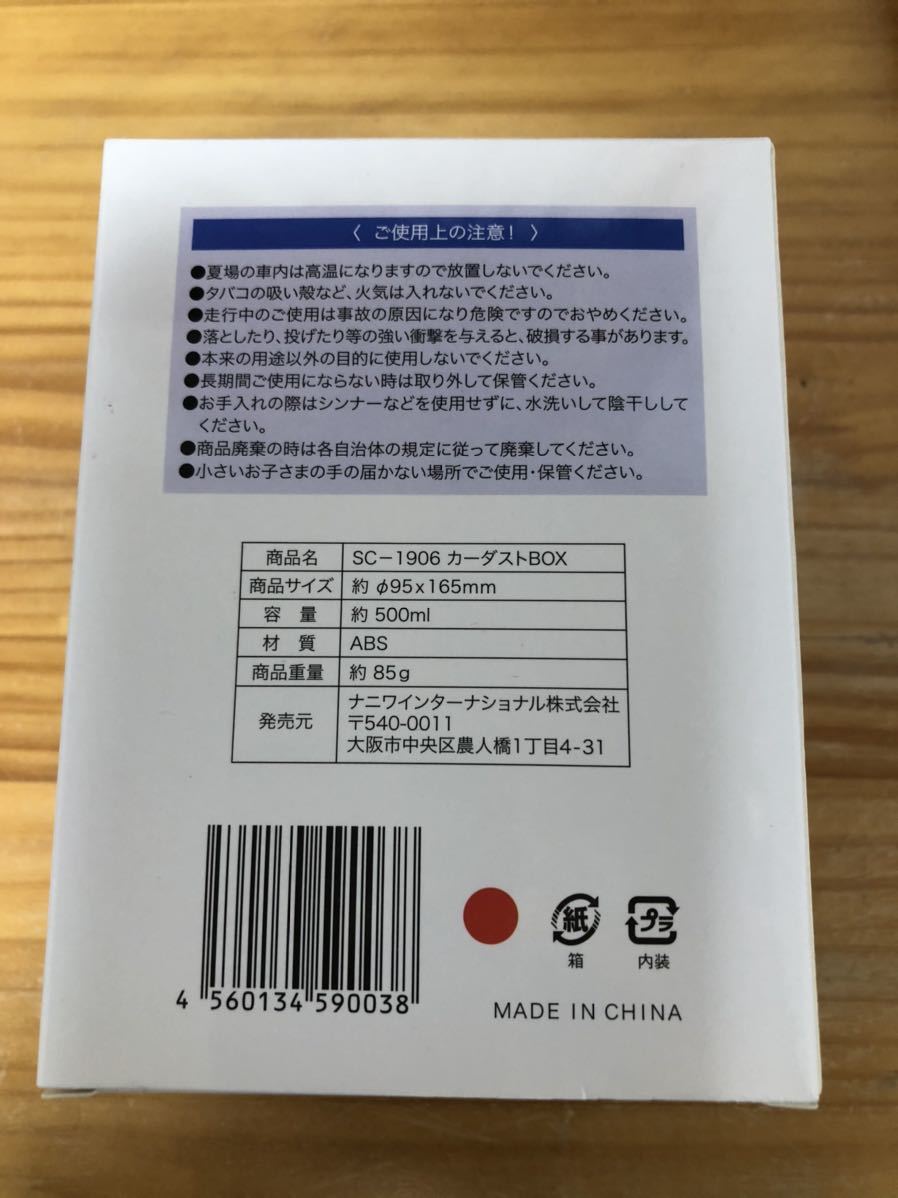 〈 ご使用上の注意！ 〉
●夏場の車内は高温になりますので放置しないでください。
●タバコの吸い殻など、火気は入れないでください。
●走行中のご使用は事故の原因になり危険ですのでおやめください。
●落としたり、投げたり等の強い衝撃を与えると、破損する事があります。
●本来の用途以外の目的に使用しないでください。
●長期間ご使用にならない時は取り外して保管ください。
●お手入れの際はシンナーなどを使用せずに、水洗いして陰干しして
ください。
●商品廃棄の時は各自治体の規定に従って廃棄してください。
●小さいお子さまの手の届かない場所でご使用・保管ください。
商品名 SC－1906 カーダストBOX
商品サイズ 約 φ95x165mm
容 量 約 500ml
材 質 ABS
商品重量 約 85g
発売元 ナニワインターナショナル株式会社
〒540-0011
大阪市中央区農人橋1丁目4-31
4 560134 590038
紙 プラ
箱 内装
MADE IN CHINA